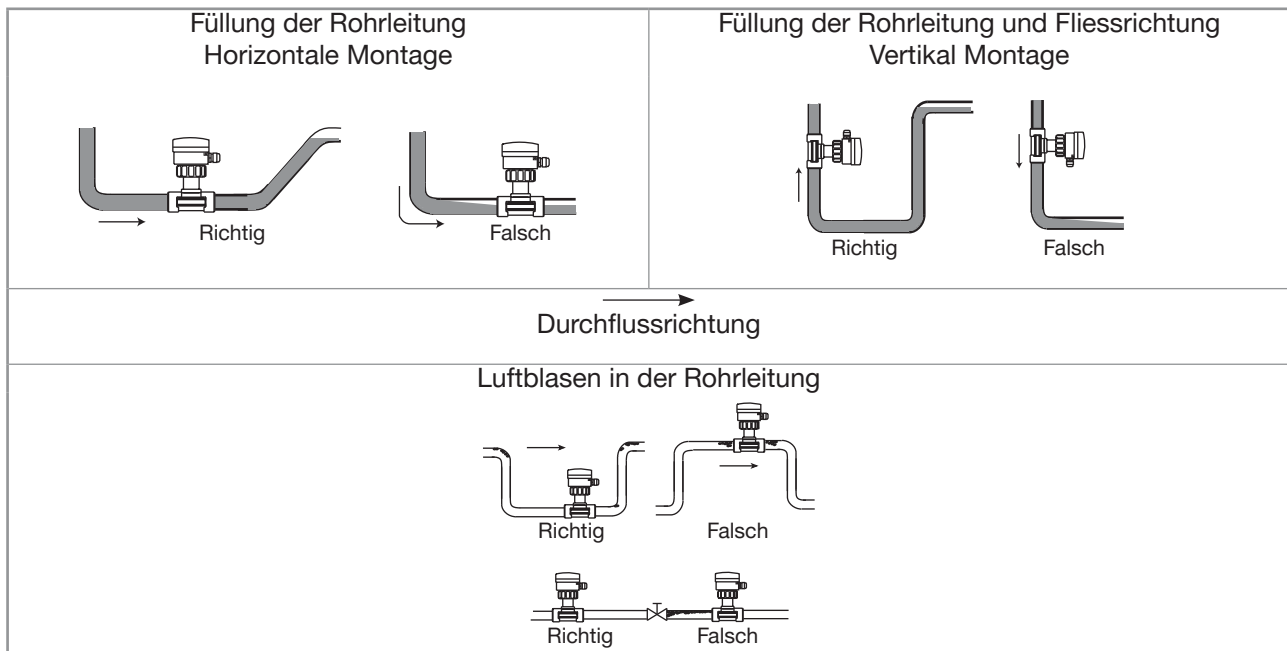 Füllung der Rohrleitung
Horizontale Montage
Richtig
Falsch
Füllung der Rohrleitung und Fliessrichtung
Vertikal Montage
Richtig
Falsch
Durchflussrichtung
Luftblasen in der Rohrleitung
Richtig
Falsch
Richtig
Falsch